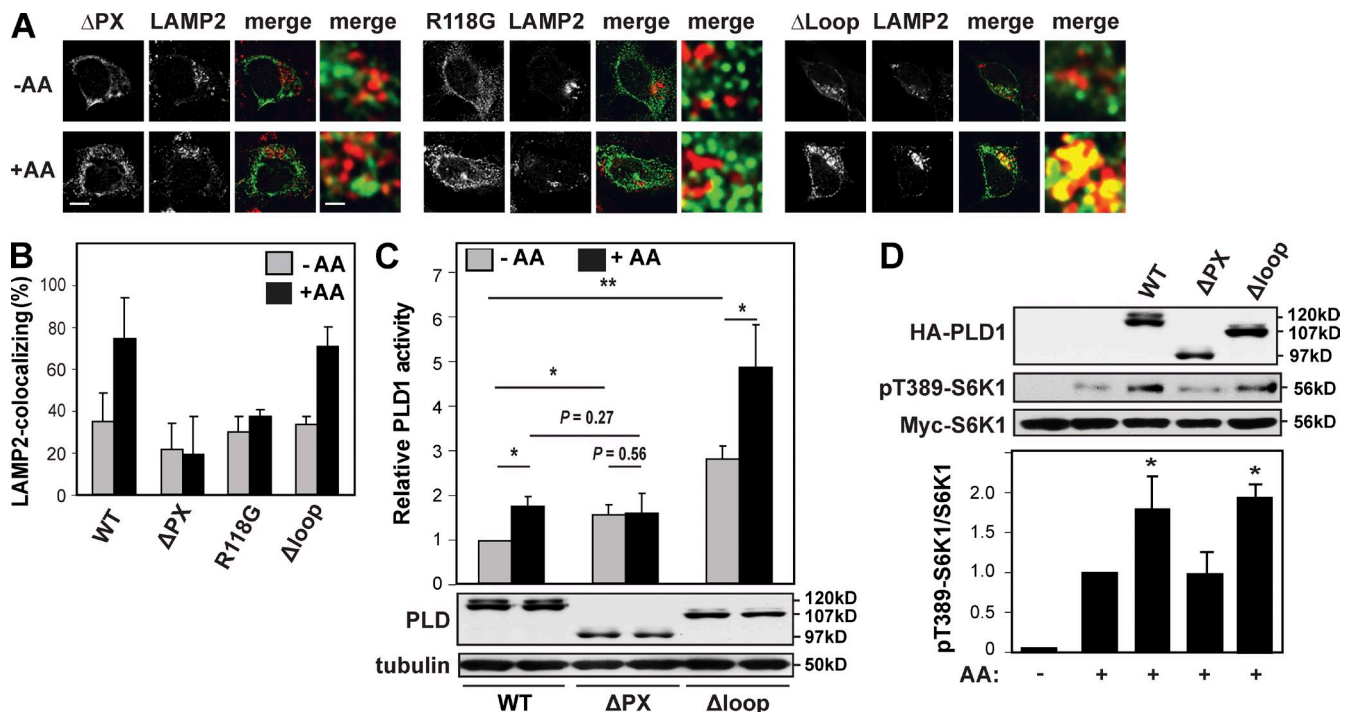 A
ΔPX LAMP2 merge merge
R118G LAMP2 merge merge
ΔLoop LAMP2 merge merge
-AA
+AA
B
- AA
+AA
LAMP2-colocalizing(%)
100
80
60
40
20
0
WT
ΔPX
R118G
Δloop
C
- AA
+ AA
Relative PLD1 activity
7
6
5
4
3
2
1
0
**
*
*
P = 0.27
*
P = 0.56
PLD
120kD
107kD
97kD
tubulin
50kD
WT ΔPX Δloop
D
WT ΔPX Δloop
HA-PLD1
120kD
107kD
97kD
pT389-S6K1
56kD
Myc-S6K1
56kD
pT389-S6K1/S6K1
2.0
1.5
1.0
0.5
0
*
*
AA: - + + + +